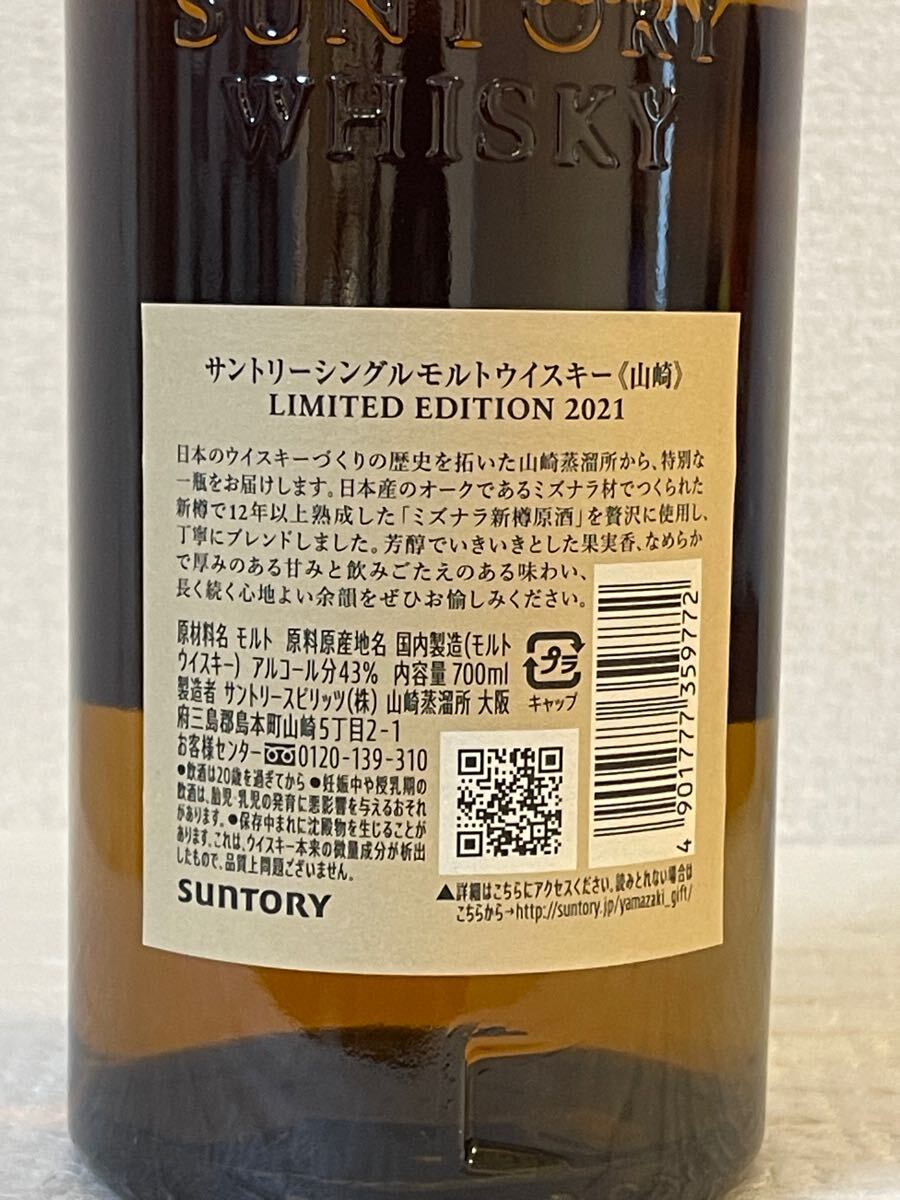 SUNTORY
WHISKY
サントリーシングルモルトウイスキー《山崎》
LIMITED EDITION 2021
日本のウイスキーづくりの歴史を拓いた山崎蒸溜所から、特別な
一瓶をお届けします。日本産のオークであるミズナラ材でつくられた
新樽で12年以上熟成した「ミズナラ新樽原酒」を贅沢に使用し、
丁寧にブレンドしました。芳醇でいきいきとした果実香、なめらか
で厚みのある甘みと飲みごたえのある味わい、
長く続く心地よい余韻をぜひお愉しみください。
原材料名 モルト 原料原産地名 国内製造(モルト
ウイスキー) アルコール分43% 内容量700ml
製造者 サントリースピリッツ(株) 山崎蒸溜所 大阪
府三島郡島本町山崎5丁目2-1
お客様センター 0120-139-310
●飲酒は20歳を過ぎてから ●妊娠中や授乳期の
飲酒は、胎児・乳児の発育に悪影響を与えるおそれ
があります。●保存中まれに沈殿物を生じることが
あります。これは、ウイスキー本来の微量成分が析出
したもので、品質上問題ございません。
SUNTORY
プラ
キャップ
4 901777 359772
▲詳細はこちらにアクセスください。読みとれない場合は
こちらから→http://suntory.jp/yamazaki_gift/